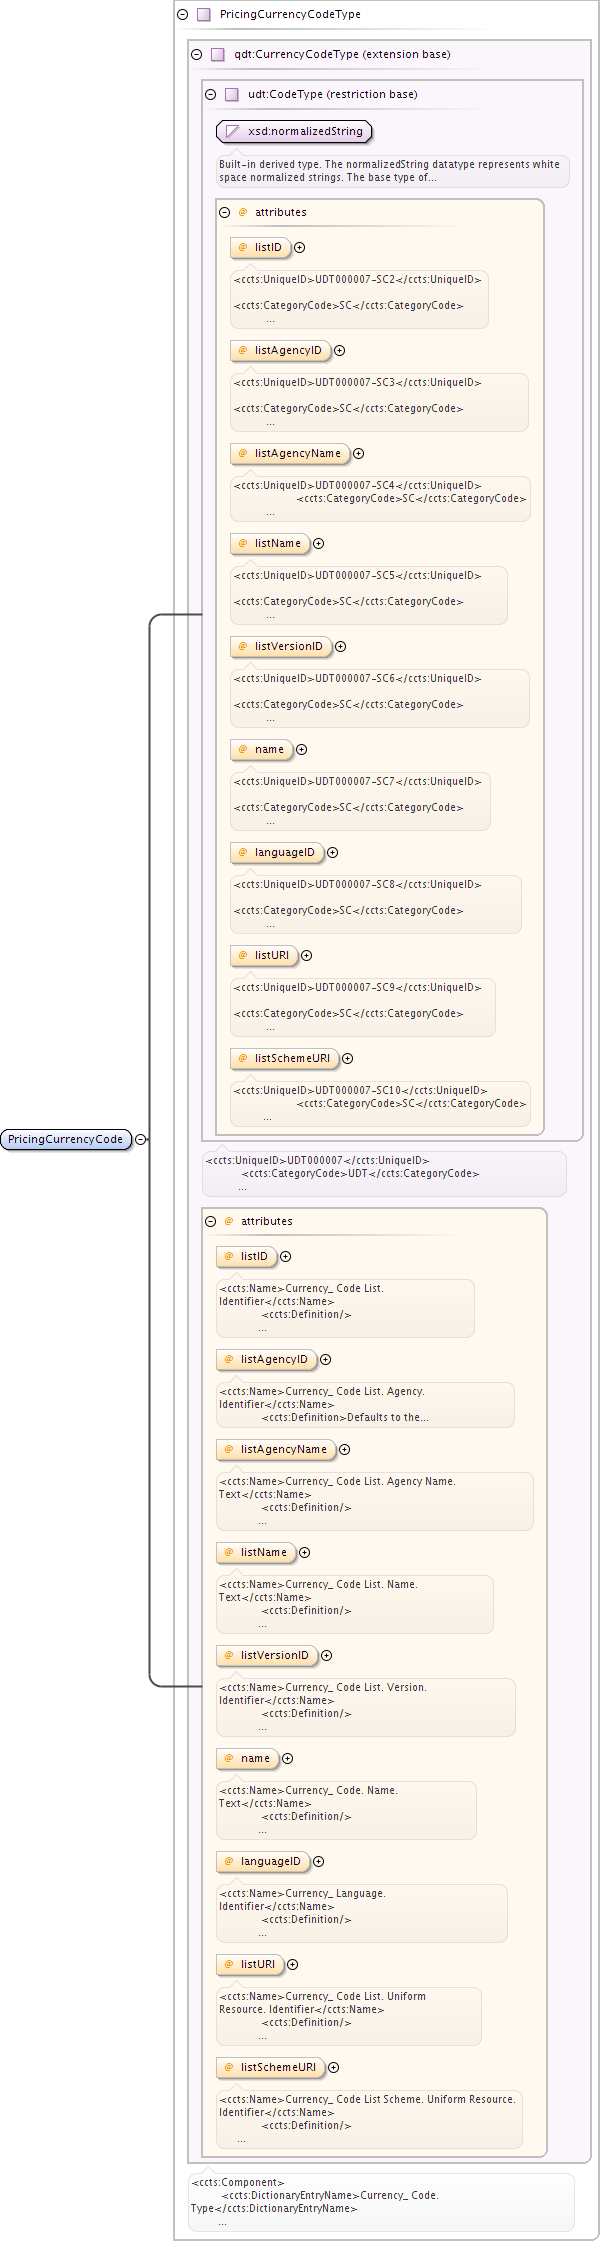 PricingCurrencyCodeType
qdt:CurrencyCodeType (extension base)
udt:CodeType (restriction base)
xsd:normalizedString
Built-in derived type. The normalizedString datatype represents white
space normalized strings. The base type of...
@ attributes
@ listID
<ccts:UniqueID>UDT000007-SC2</ccts:UniqueID>
<ccts:CategoryCode>SC</ccts:CategoryCode>
...
@ listAgencyID
<ccts:UniqueID>UDT000007-SC3</ccts:UniqueID>
<ccts:CategoryCode>SC</ccts:CategoryCode>
...
@ listAgencyName
<ccts:UniqueID>UDT000007-SC4</ccts:UniqueID>
<ccts:CategoryCode>SC</ccts:CategoryCode>
...
@ listName
<ccts:UniqueID>UDT000007-SC5</ccts:UniqueID>
<ccts:CategoryCode>SC</ccts:CategoryCode>
...
@ listVersionID
<ccts:UniqueID>UDT000007-SC6</ccts:UniqueID>
<ccts:CategoryCode>SC</ccts:CategoryCode>
...
@ name
<ccts:UniqueID>UDT000007-SC7</ccts:UniqueID>
<ccts:CategoryCode>SC</ccts:CategoryCode>
...
@ languageID
<ccts:UniqueID>UDT000007-SC8</ccts:UniqueID>
<ccts:CategoryCode>SC</ccts:CategoryCode>
...
@ listURI
<ccts:UniqueID>UDT000007-SC9</ccts:UniqueID>
<ccts:CategoryCode>SC</ccts:CategoryCode>
...
@ listSchemeURI
<ccts:UniqueID>UDT000007-SC10</ccts:UniqueID>
<ccts:CategoryCode>SC</ccts:CategoryCode>
...
PricingCurrencyCode
<ccts:UniqueID>UDT000007</ccts:UniqueID>
<ccts:CategoryCode>UDT</ccts:CategoryCode>
...
@ attributes
@ listID
<ccts:Name>Currency_ Code List.
Identifier</ccts:Name>
<ccts:Definition/>
...
@ listAgencyID
<ccts:Name>Currency_ Code List. Agency.
Identifier</ccts:Name>
<ccts:Definition>Defaults to the...
@ listAgencyName
<ccts:Name>Currency_ Code List. Agency Name.
Text</ccts:Name>
<ccts:Definition/>
...
@ listName
<ccts:Name>Currency_ Code List. Name.
Text</ccts:Name>
<ccts:Definition/>
...
@ listVersionID
<ccts:Name>Currency_ Code List. Version.
Identifier</ccts:Name>
<ccts:Definition/>
...
@ name
<ccts:Name>Currency_ Code. Name.
Text</ccts:Name>
<ccts:Definition/>
...
@ languageID
<ccts:Name>Currency_ Language.
Identifier</ccts:Name>
<ccts:Definition/>
...
@ listURI
<ccts:Name>Currency_ Code List. Uniform
Resource. Identifier</ccts:Name>
<ccts:Definition/>
...
@ listSchemeURI
<ccts:Name>Currency_ Code List Scheme. Uniform Resource.
Identifier</ccts:Name>
<ccts:Definition/>
...
<ccts:Component>
<ccts:DictionaryEntryName>Currency_ Code.
Type</ccts:DictionaryEntryName>
...